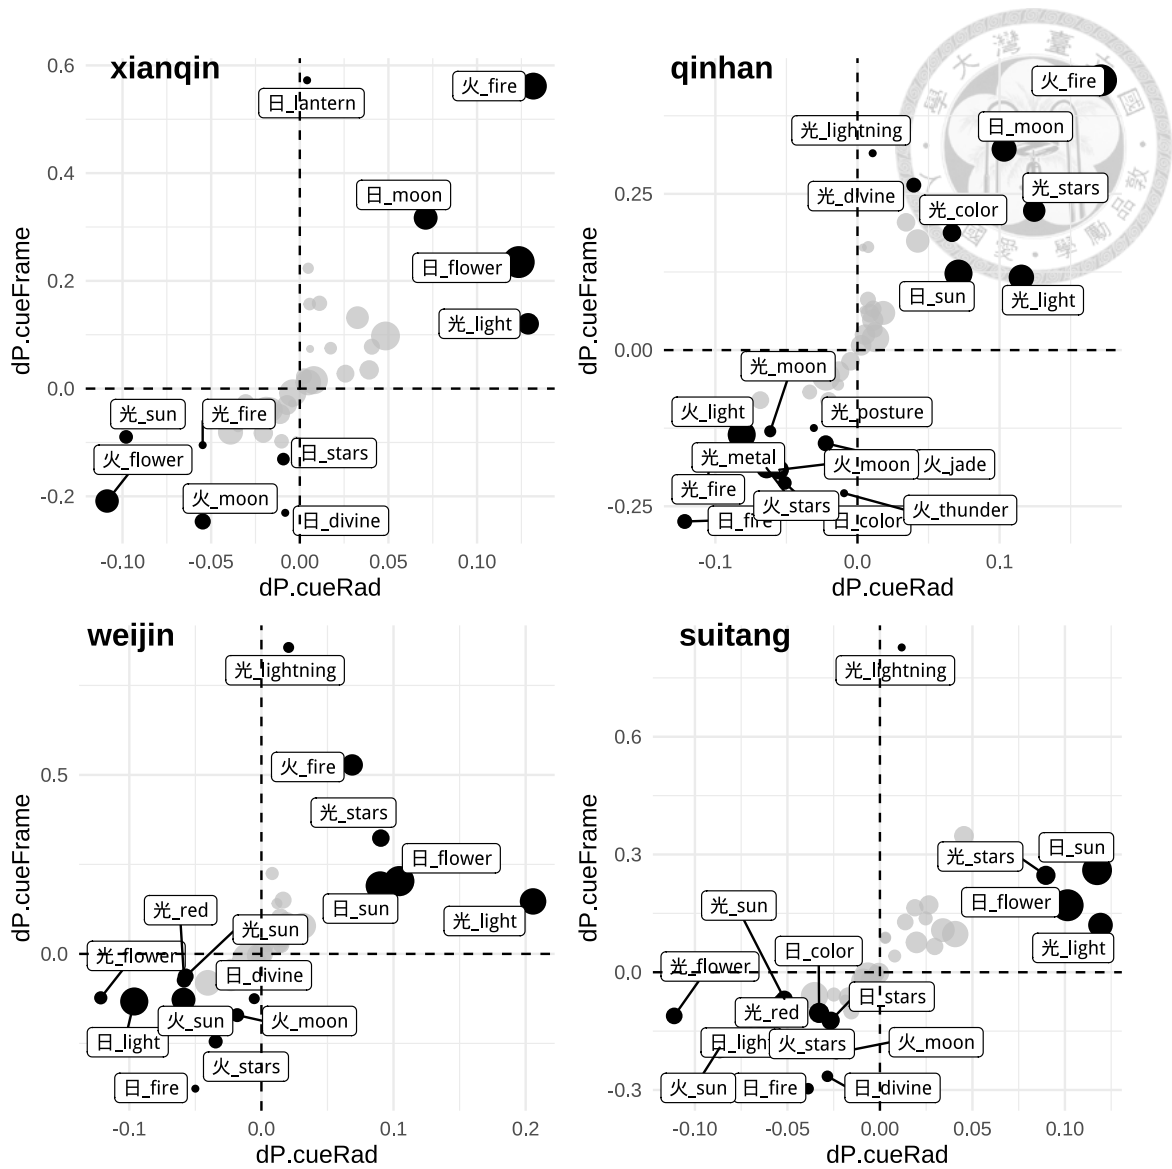 xianqin
dP.cueFrame
0.6
0.4
0.2
0.0
-0.2
火_fire
日_lantern
日_moon
日_flower
光_light
光_sun
光_fire
火_flower
日_stars
火_moon
日_divine
-0.10
-0.05
0.00
0.05
0.10
dP.cueRad
qinhan
dP.cueFrame
0.25
0.00
-0.25
火_fire
光_lightning
日_moon
光_divine
光_stars
光_color
日_sun
光_light
光_moon
火_light
光_posture
光_metal
火_moon
火_jade
光_fire
火_stars
火_thunder
日_fire
日_color
-0.1
0.0
0.1
dP.cueRad
臺灣大學
國
愛
學
勵
品
敦
人
weijin
dP.cueFrame
0.5
0.0
光_lightning
火_fire
光_stars
日_flower
日_sun
光_light
光_red
光_sun
光_flower
日_divine
日_light
火_sun
火_moon
火_stars
日_fire
-0.1
0.0
0.1
0.2
dP.cueRad
suitang
dP.cueFrame
0.6
0.3
0.0
-0.3
光_lightning
光_stars
日_sun
日_flower
光_light
光_sun
日_color
光_flower
日_stars
光_red
日_light
火_stars
火_moon
火_sun
日_fire
日_divine
-0.10
-0.05
0.00
0.05
0.10
dP.cueRad